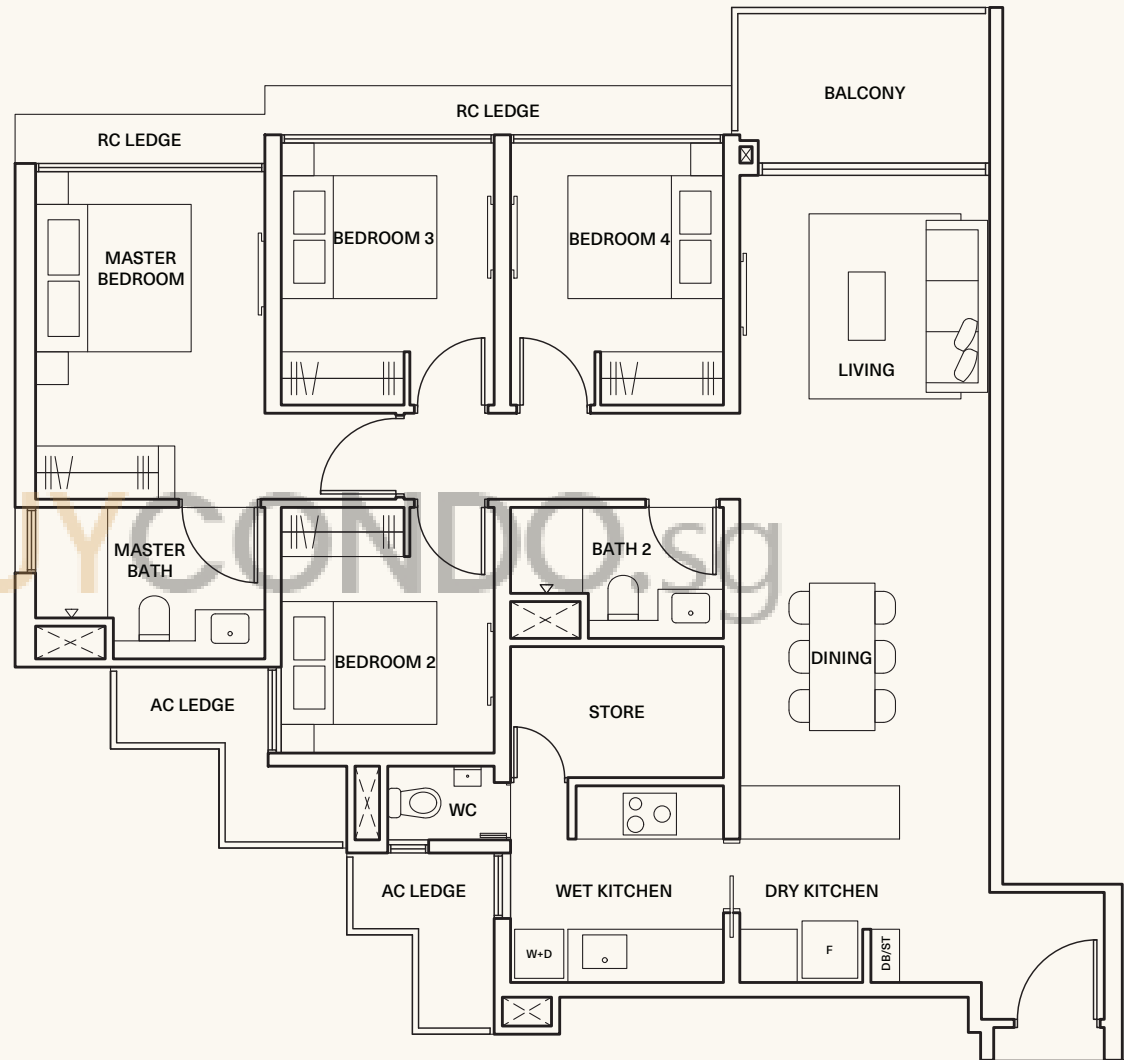 BALCONY
RC LEDGE
RC LEDGE
BEDROOM 3
BEDROOM 4
MASTER
BEDROOM
LIVING
JYCONDO.sg
MASTER
BATH
BATH 2
BEDROOM 2
DINING
AC LEDGE
STORE
WC
AC LEDGE
WET KITCHEN
DRY KITCHEN
W+D
F
DB/ST